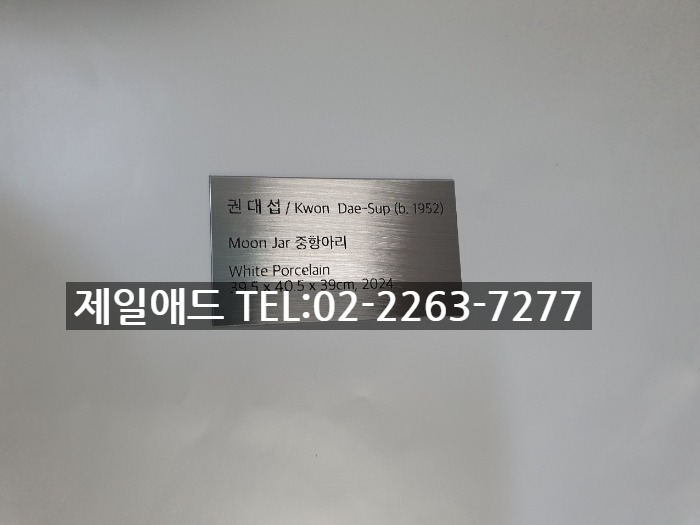 권 대 섭 / Kwon Dae-Sup (b. 1952)
Moon Jar 중항아리
White Porcelain
39.5 x 40.5 x 39cm, 2024
제일애드 TEL:02-2263-7277